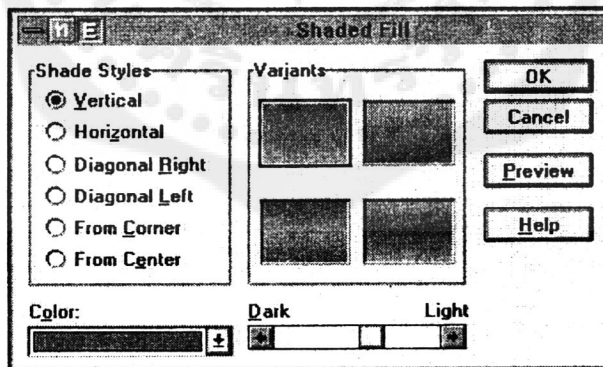 Shaded Fill
Shade Styles
Vertical
Horizontal
Diagonal Right
Diagonal Left
From Corner
From Center
Variants
OK
Cancel
Preview
Help
Color:
Dark Light